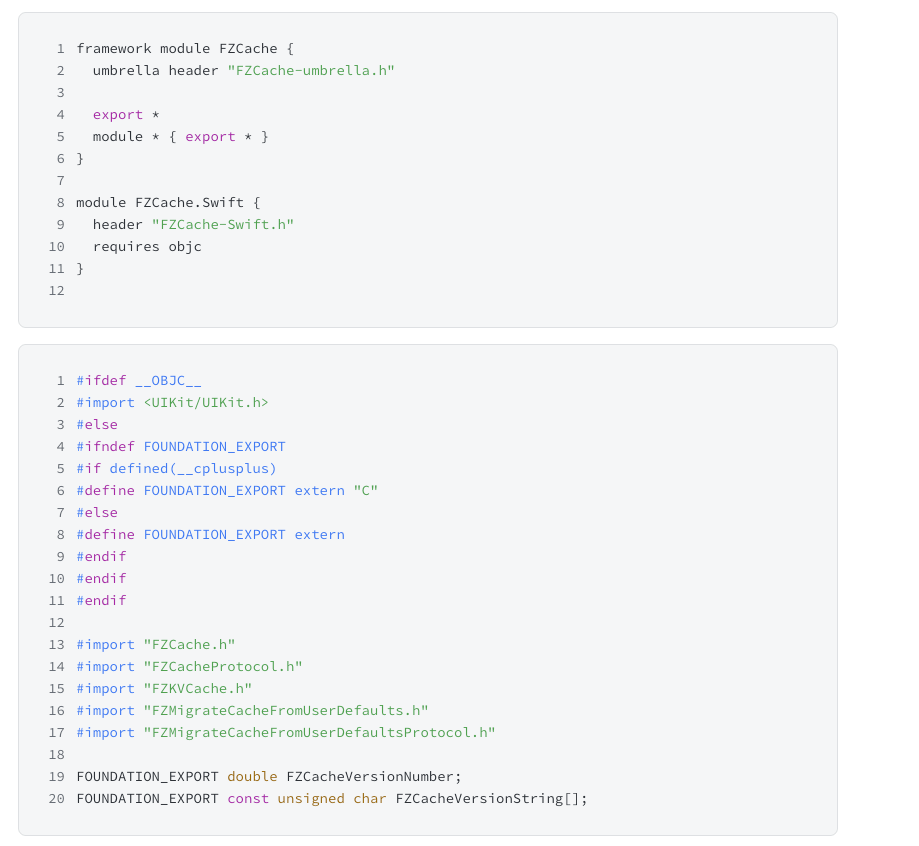 1 framework module FZCache {
2   umbrella header "FZCache-umbrella.h"
3
4   export *
5   module * { export * }
6 }
7
8 module FZCache.Swift {
9   header "FZCache-Swift.h"
10   requires objc
11 }
12
1 #ifdef __OBJC__
2 #import <UIKit/UIKit.h>
3 #else
4 #ifndef FOUNDATION_EXPORT
5 #if defined(__cplusplus)
6 #define FOUNDATION_EXPORT extern "C"
7 #else
8 #define FOUNDATION_EXPORT extern
9 #endif
10 #endif
11 #endif
12
13 #import "FZCache.h"
14 #import "FZCacheProtocol.h"
15 #import "FZKVCache.h"
16 #import "FZMigrateCacheFromUserDefaults.h"
17 #import "FZMigrateCacheFromUserDefaultsProtocol.h"
18
19 FOUNDATION_EXPORT double FZCacheVersionNumber;
20 FOUNDATION_EXPORT const unsigned char FZCacheVersionString[];